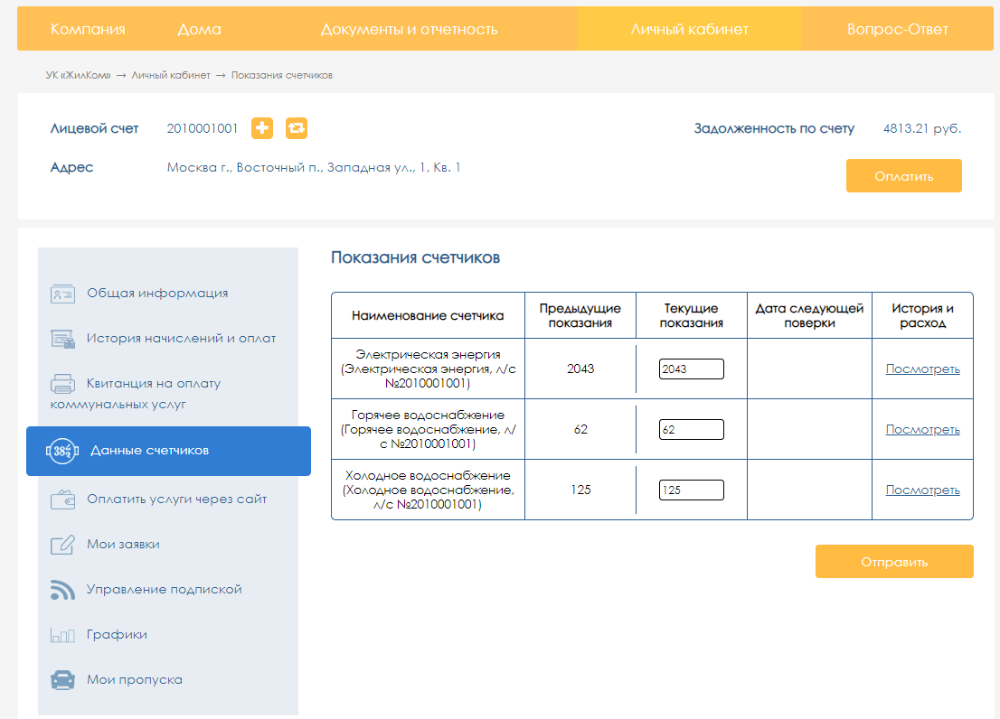 Компания Дома Документы и отчетность Личный кабинет Вопрос-Ответ
УК «ЖилКом» → Личный кабинет → Показания счетчиков
Лицевой счет 2010001001 Задолженность по счету 4813.21 руб.
Адрес Москва г., Восточный п., Западная ул., 1, Кв. 1
Оплатить
Общая информация
История начислений и оплат
Квитанция на оплату
коммунальных услуг
Данные счетчиков
Оплатить услуги через сайт
Мои заявки
Управление подпиской
Графики
Мои пропуска
Показания счетчиков
Наименование счетчика
Предыдущие
показания
Текущие
показания
Дата следующей
поверки
История и
расход
Электрическая энергия
(Электрическая энергия, л/с
№2010001001)
2043
2043
Посмотреть
Горячее водоснабжение
(Горячее водоснабжение, л/
с №2010001001)
62
62
Посмотреть
Холодное водоснабжение
(Холодное водоснабжение,
л/с №2010001001)
125
125
Посмотреть
Отправить